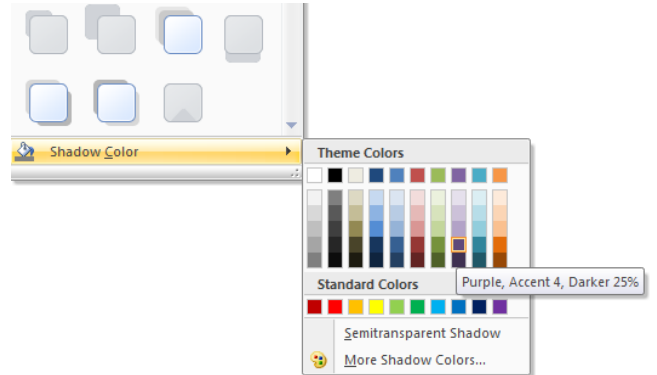 Shadow Color
Theme Colors
Purple, Accent 4, Darker 25%
Standard Colors
Semitransparent Shadow
More Shadow Colors...